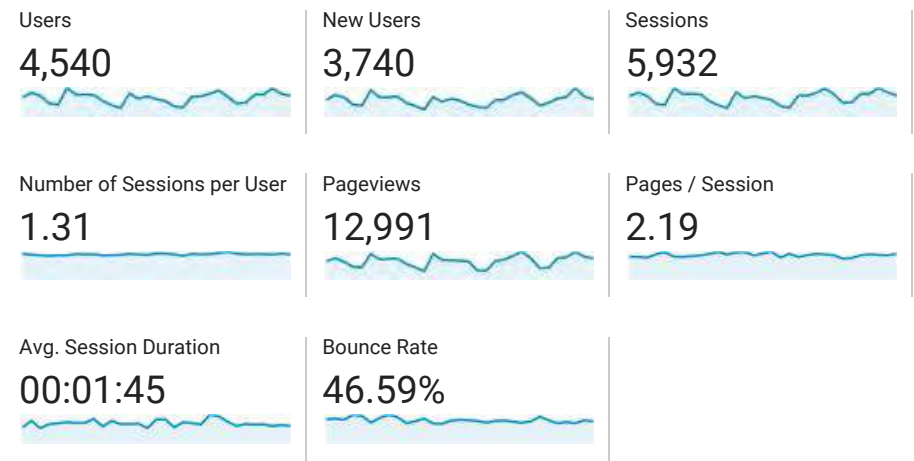 Users
4,540
New Users
3,740
Sessions
5,932
Number of Sessions per User
1.31
Pageviews
12,991
Pages / Session
2.19
Avg. Session Duration
00:01:45
Bounce Rate
46.59%